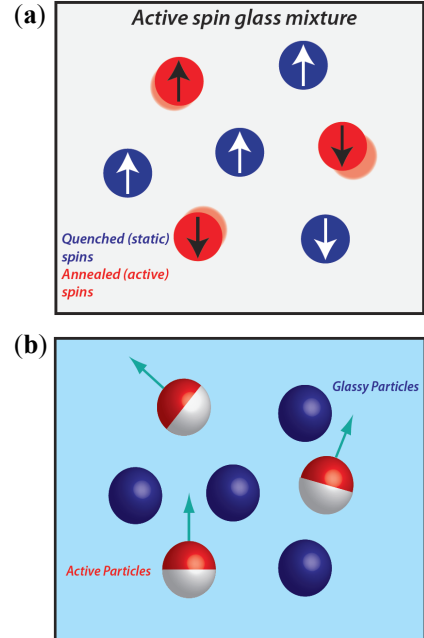 (a)
Active spin glass mixture
Quenched (static)
spins
Annealed (active)
spins
(b)
Glassy Particles
Active Particles